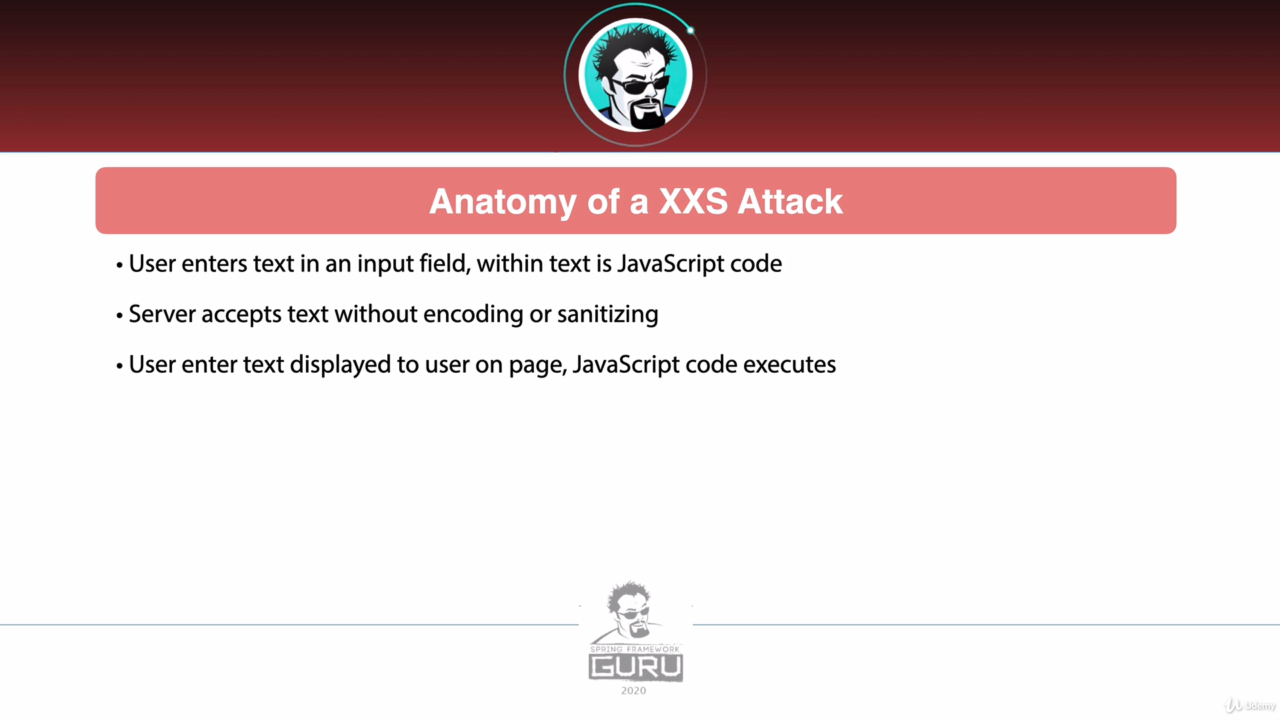 Anatomy of a XXS Attack
• User enters text in an input field, within text is JavaScript code
• Server accepts text without encoding or sanitizing
• User enter text displayed to user on page, JavaScript code executes
SPRING FRAMEWORK
GURU
2020
Udemy